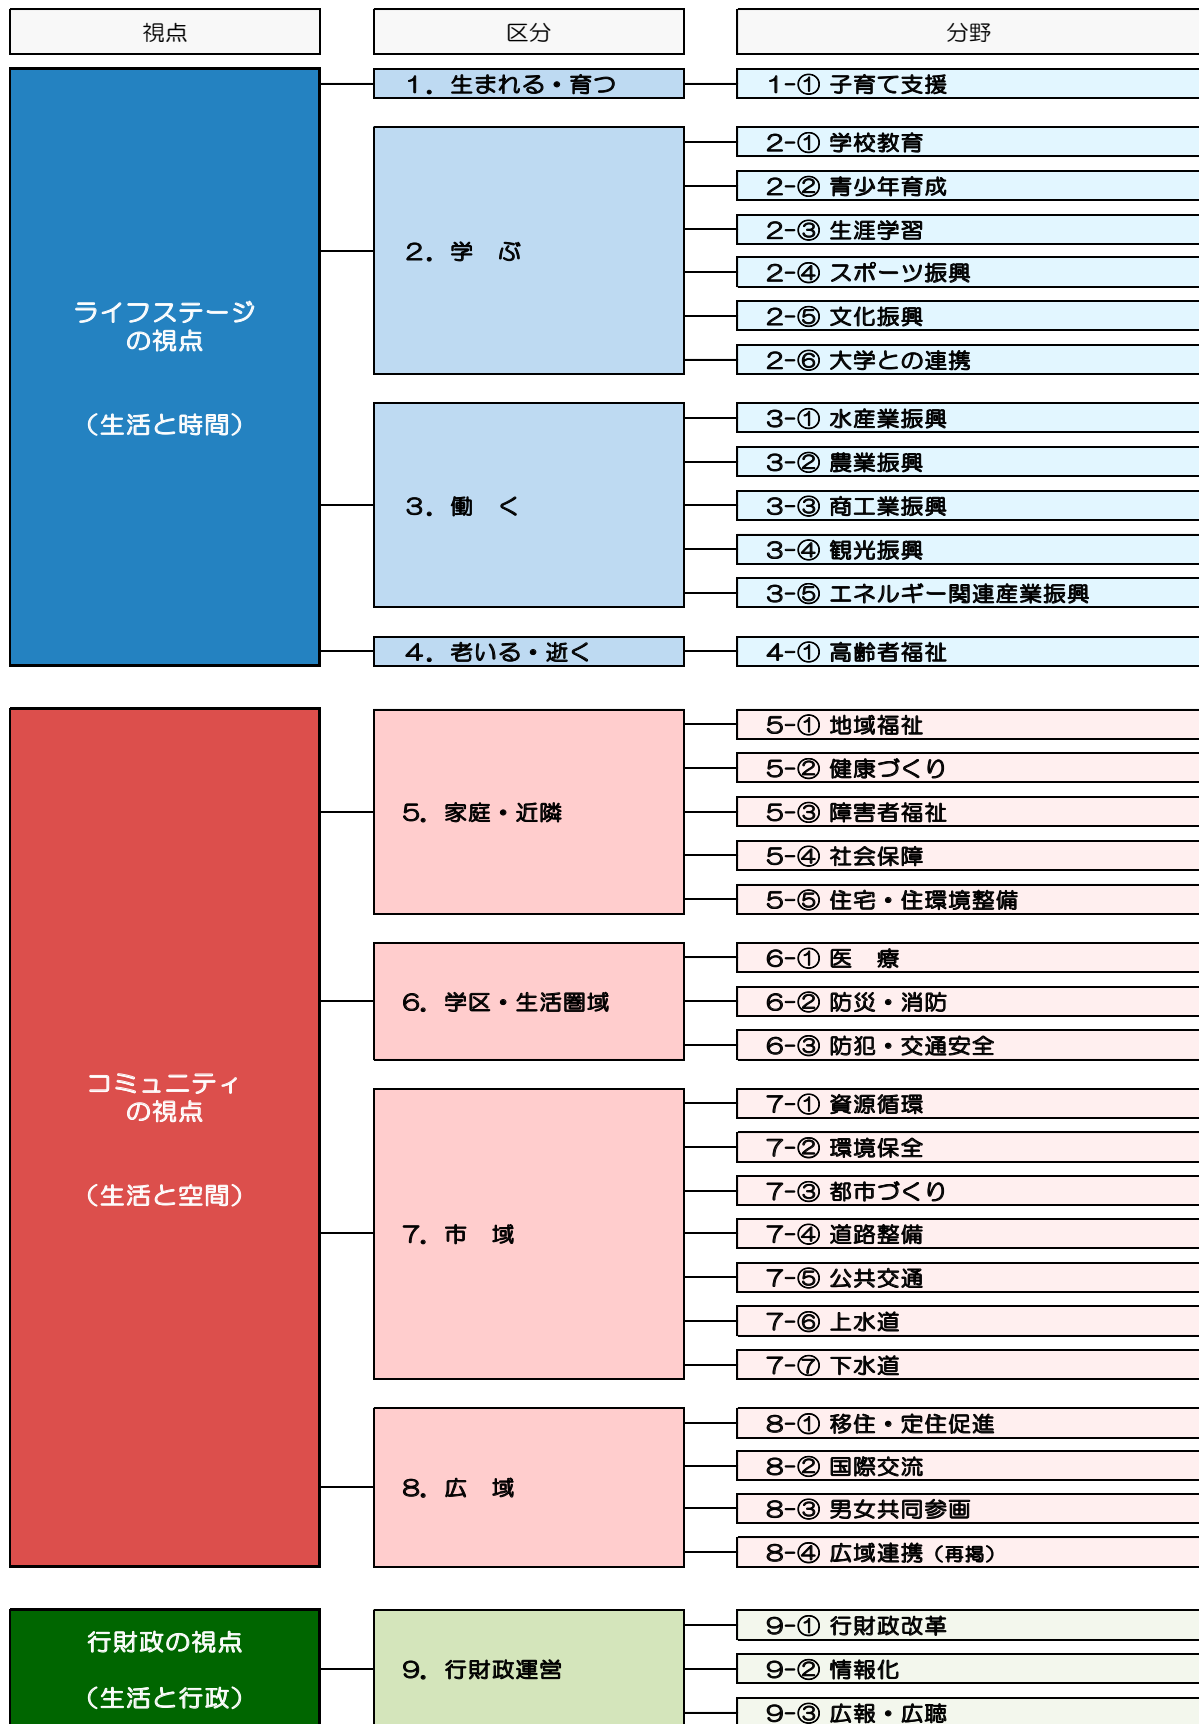 視点
区分
分野
ライフステージ
の視点
（生活と時間）
１．生まれる・育つ
１-① 子育て支援
２．学　ぶ
２-① 学校教育
２-② 青少年育成
２-③ 生涯学習
２-④ スポーツ振興
２-⑤ 文化振興
２-⑥ 大学との連携
３．働　く
３-① 水産業振興
３-② 農業振興
３-③ 商工業振興
３-④ 観光振興
３-⑤ エネルギー関連産業振興
４．老いる・逝く
４-① 高齢者福祉
コミュニティ
の視点
（生活と空間）
５．家庭・近隣
５-① 地域福祉
５-② 健康づくり
５-③ 障害者福祉
５-④ 社会保障
５-⑤ 住宅・住環境整備
６．学区・生活圏域
６-① 医　療
６-② 防災・消防
６-③ 防犯・交通安全
７．市　域
７-① 資源循環
７-② 環境保全
７-③ 都市づくり
７-④ 道路整備
７-⑤ 公共交通
７-⑥ 上水道
７-⑦ 下水道
８．広　域
８-① 移住・定住促進
８-② 国際交流
８-③ 男女共同参画
８-④ 広域連携（再掲）
行財政の視点
（生活と行政）
９．行財政運営
９-① 行財政改革
９-② 情報化
９-③ 広報・広聴